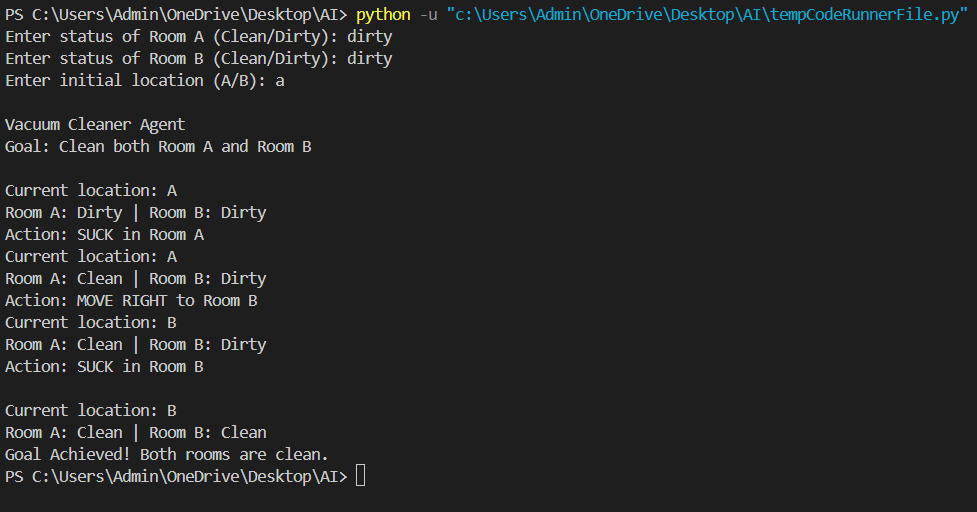 PS C:\Users\Admin\OneDrive\Desktop\AI> python -u "c:\Users\Admin\OneDrive\Desktop\AI\tempCodeRunnerFile.py"
Enter status of Room A (Clean/Dirty): dirty
Enter status of Room B (Clean/Dirty): dirty
Enter initial location (A/B): a
Vacuum Cleaner Agent
Goal: Clean both Room A and Room B
Current location: A
Room A: Dirty | Room B: Dirty
Action: SUCK in Room A
Current location: A
Room A: Clean | Room B: Dirty
Action: MOVE RIGHT to Room B
Current location: B
Room A: Clean | Room B: Dirty
Action: SUCK in Room B
Current location: B
Room A: Clean | Room B: Clean
Goal Achieved! Both rooms are clean.
PS C:\Users\Admin\OneDrive\Desktop\AI>